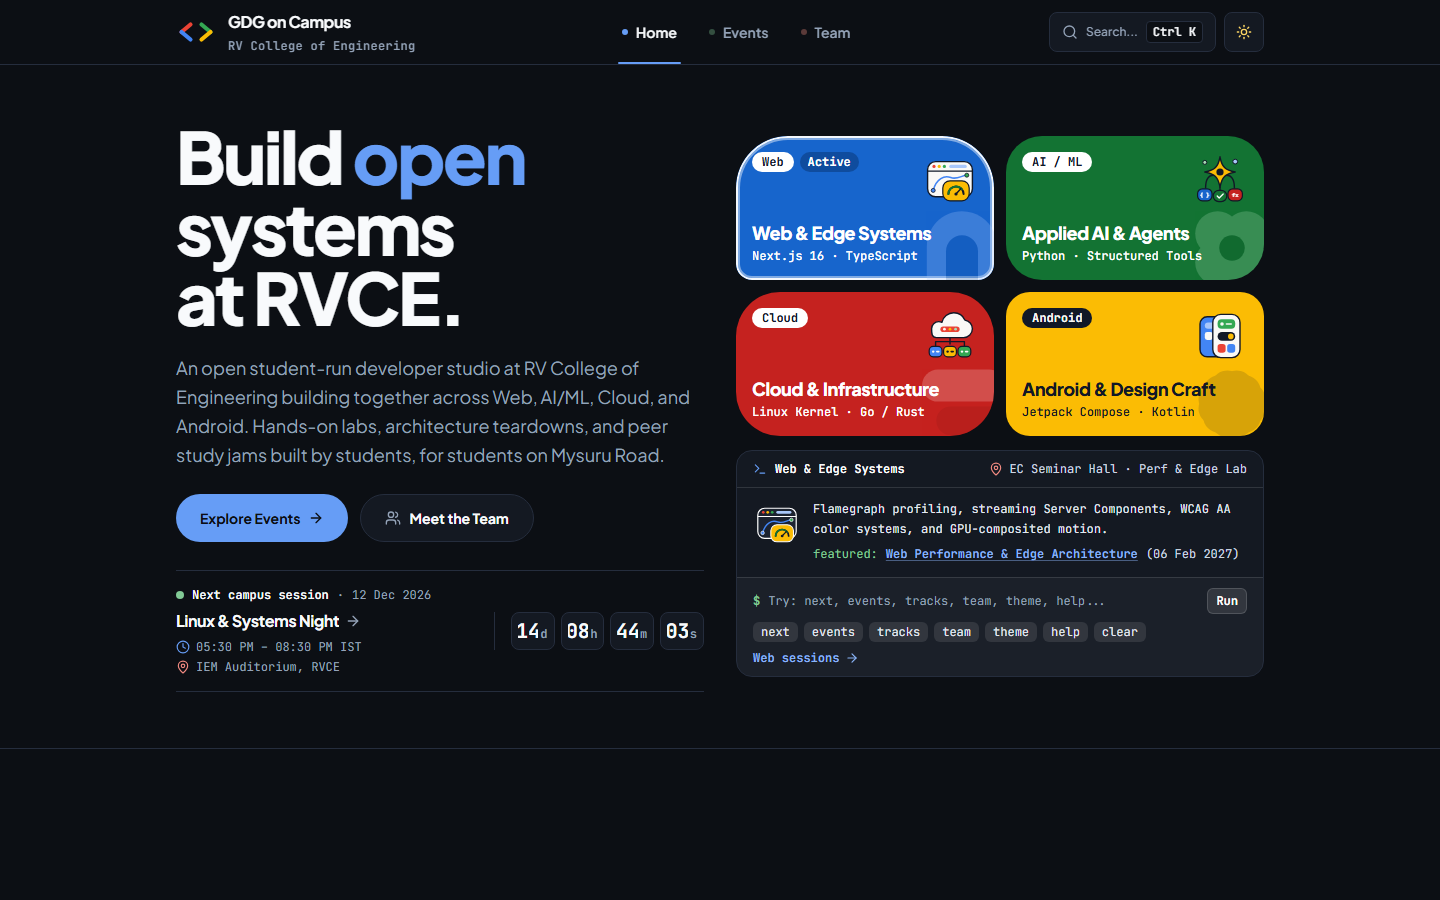 GDG on Campus
RV College of Engineering
Home
Events
Team
Search...
Ctrl K
Build open
systems
at RVCE.
An open student-run developer studio at RV College of
Engineering building together across Web, AI/ML, Cloud, and
Android. Hands-on labs, architecture teardowns, and peer
study jams built by students, for students on Mysuru Road.
Explore Events →
Meet the Team
Next campus session · 12 Dec 2026
Linux & Systems Night →
05:30 PM – 08:30 PM IST
IEM Auditorium, RVCE
14d 08h 44m 03s
Web Active
Web & Edge Systems
Next.js 16 · TypeScript
AI / ML
fx
Applied AI & Agents
Python · Structured Tools
Cloud
Cloud & Infrastructure
Linux Kernel · Go / Rust
Android
Android & Design Craft
Jetpack Compose · Kotlin
Web & Edge Systems
EC Seminar Hall · Perf & Edge Lab
Flamegraph profiling, streaming Server Components, WCAG AA
color systems, and GPU-composited motion.
featured: Web Performance & Edge Architecture (06 Feb 2027)
$ Try: next, events, tracks, team, theme, help...
Run
next events tracks team theme help clear
Web sessions →